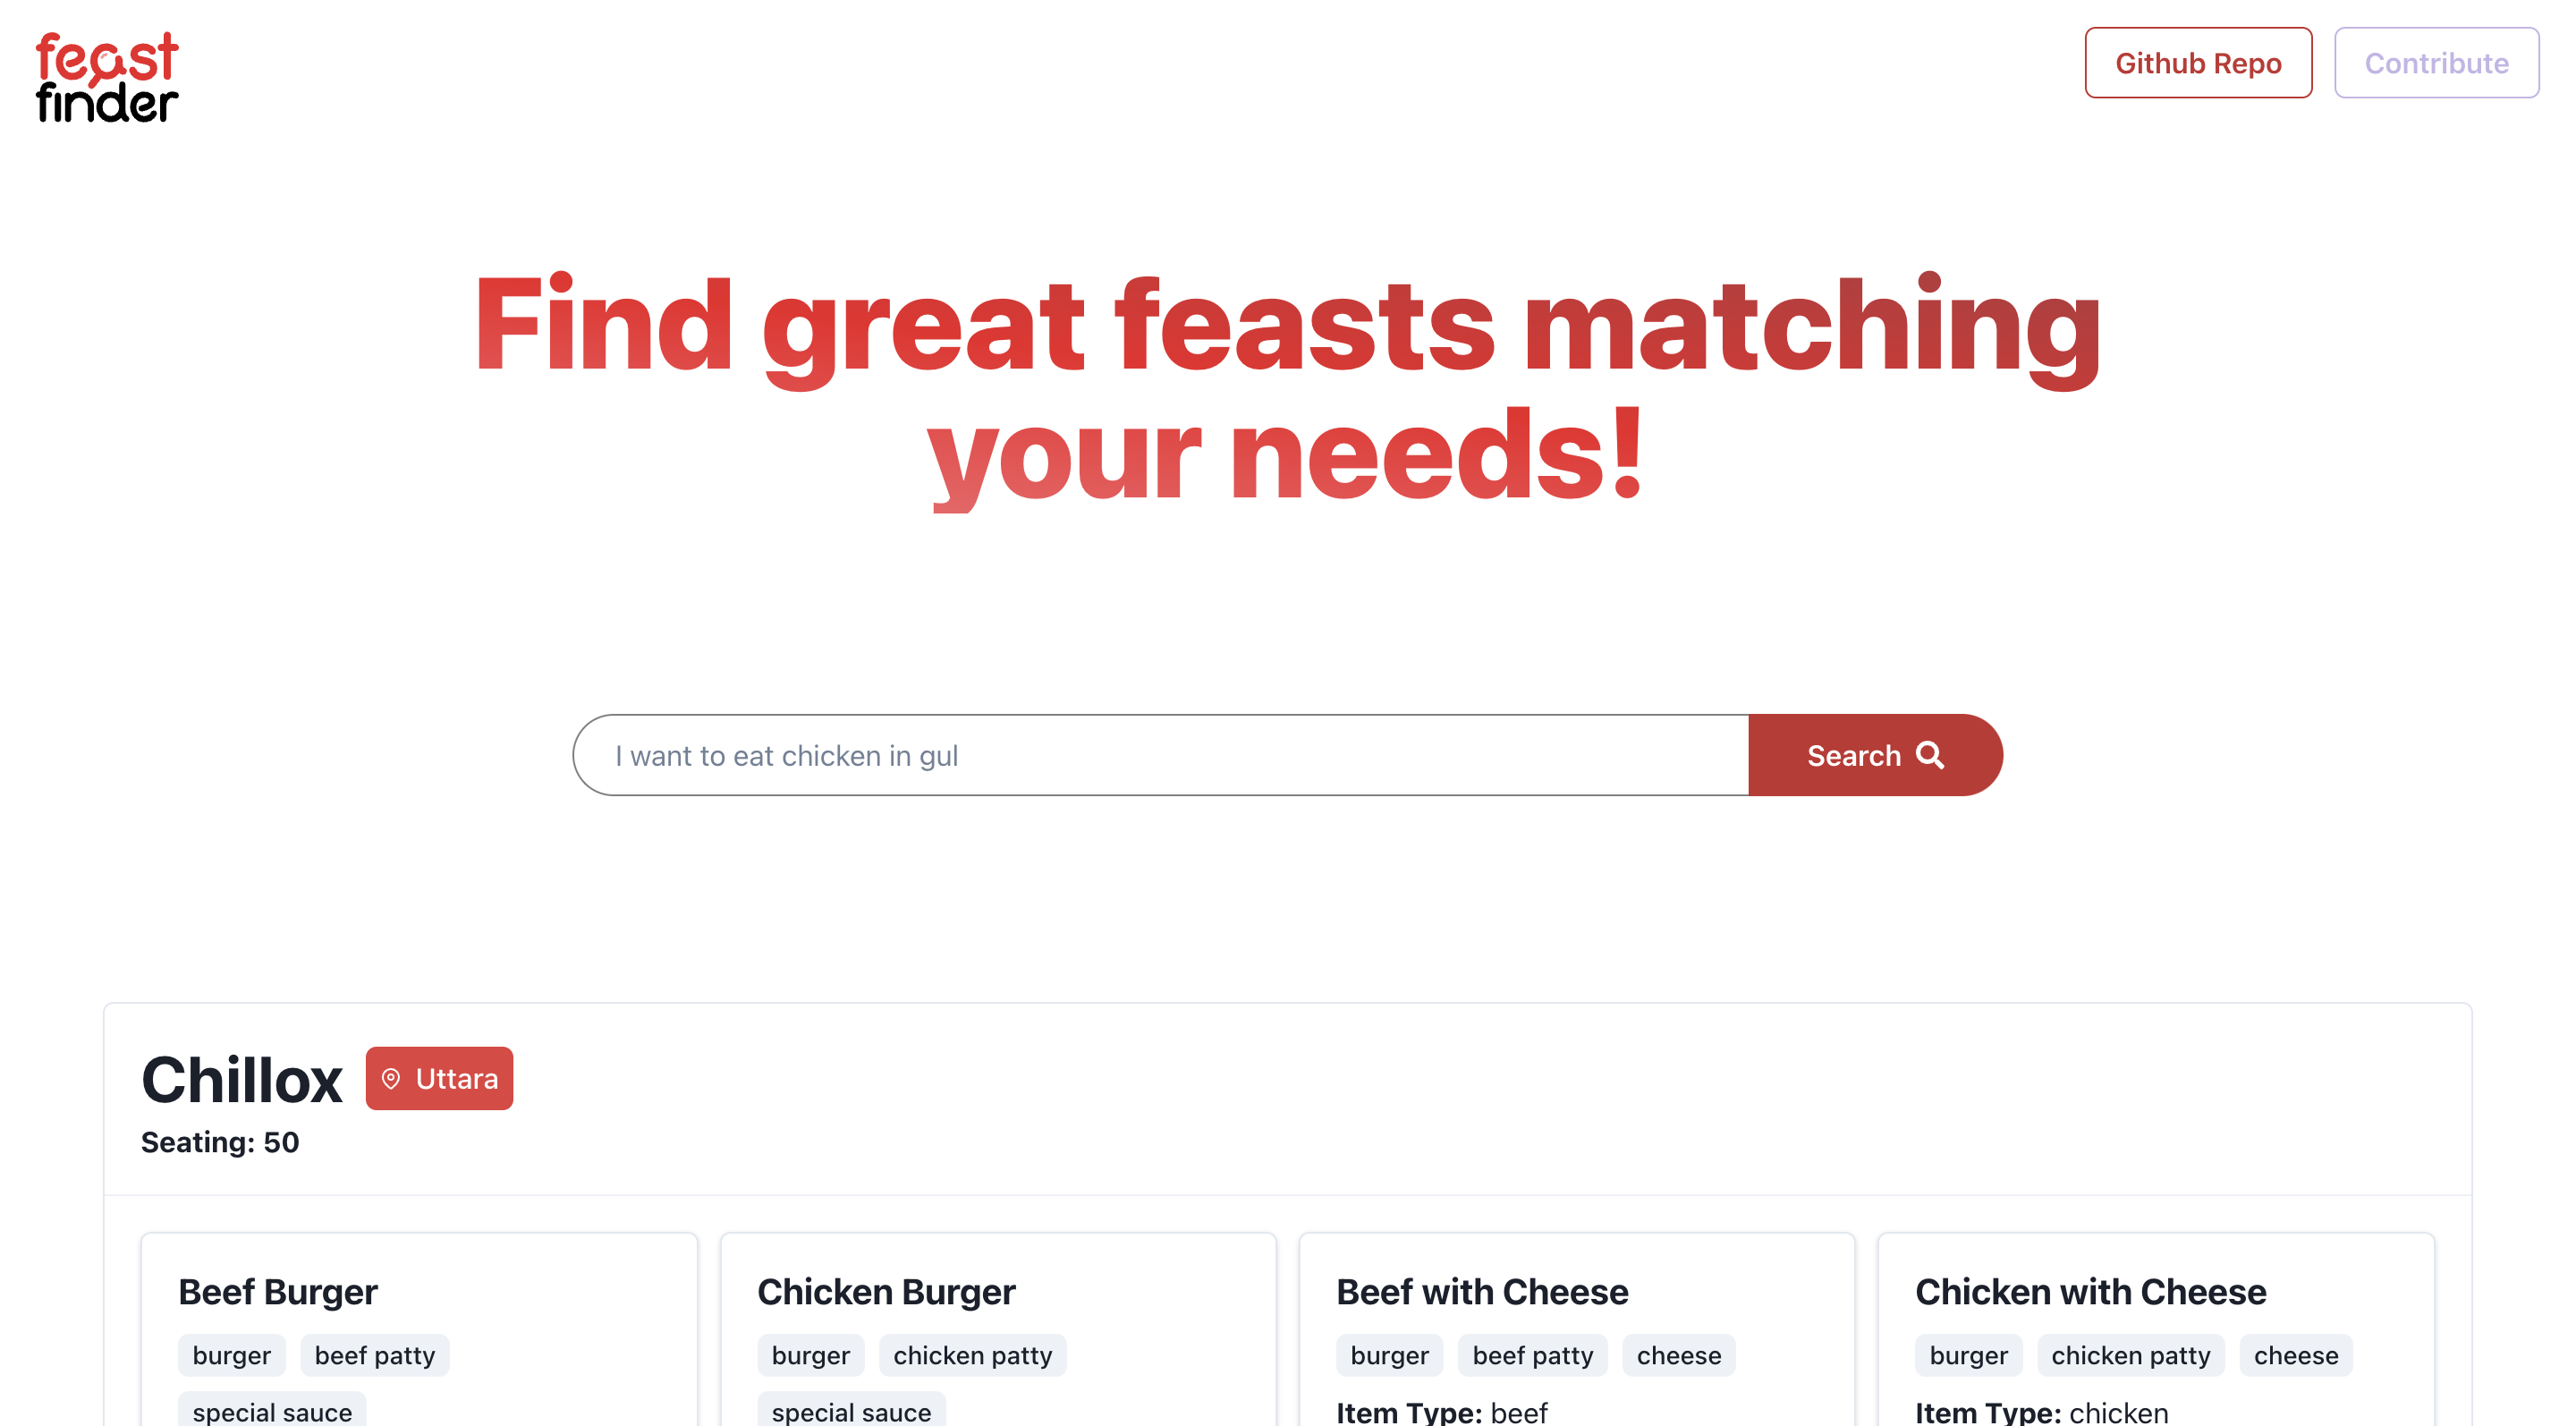 feast
finder
Github Repo
Contribute
Find great feasts matching
your needs!
I want to eat chicken in gul
Search
Chillox
Uttara
Seating: 50
Beef Burger
burger
beef patty
special sauce
Chicken Burger
burger
chicken patty
special sauce
Beef with Cheese
burger
beef patty
cheese
Item Type: beef
Chicken with Cheese
burger
chicken patty
cheese
Item Type: chicken